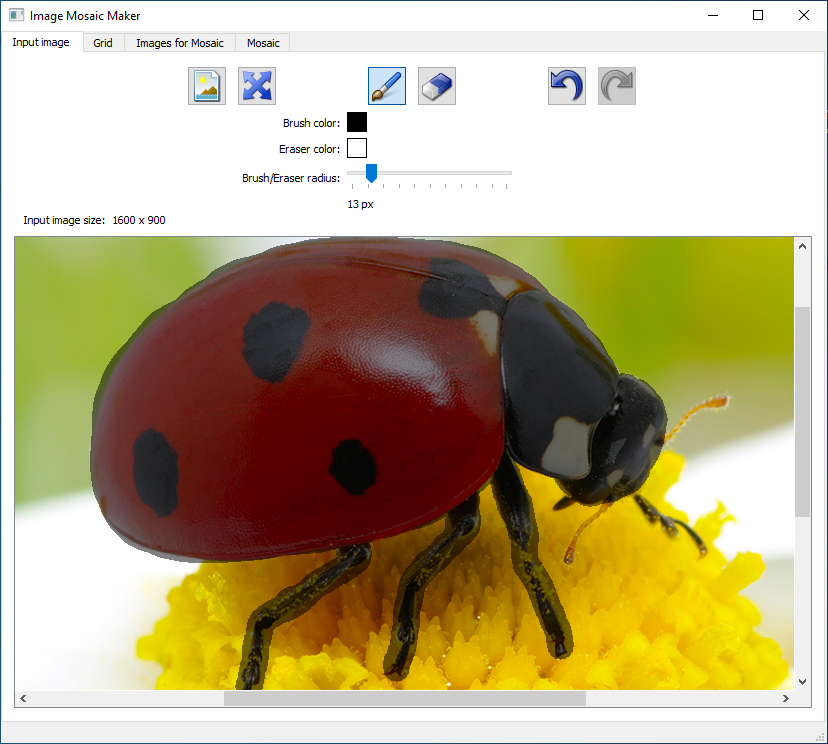 Image Mosaic Maker
Input image Grid Images for Mosaic Mosaic
Brush color:
Eraser color:
Brush/Eraser radius:
13 px
Input image size: 1600 x 900